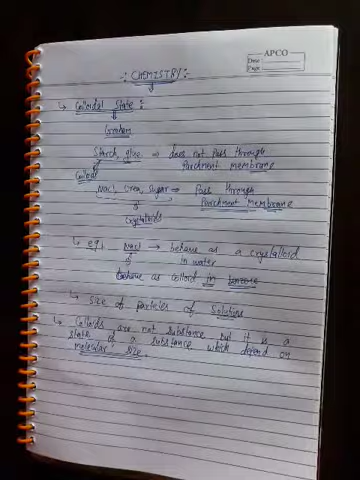 APCO
Date
Page
-: CHEMISTRY :-
↳ Colloidal State :
Graham
Starch, glue ⇒ does not Pass through
Parchment membrane
Colloid
NaCl, Urea, Sugar ⇒ Pass through
Parchment Membrane
Crystalloids
↳ eg., NaCl → behave as a crystalloid
& in water
behave as colloid in benzene
↳ Size of particles of Solutions
↳ Colloids are not substance but it is a
state of a substance which depend on
molecular size.